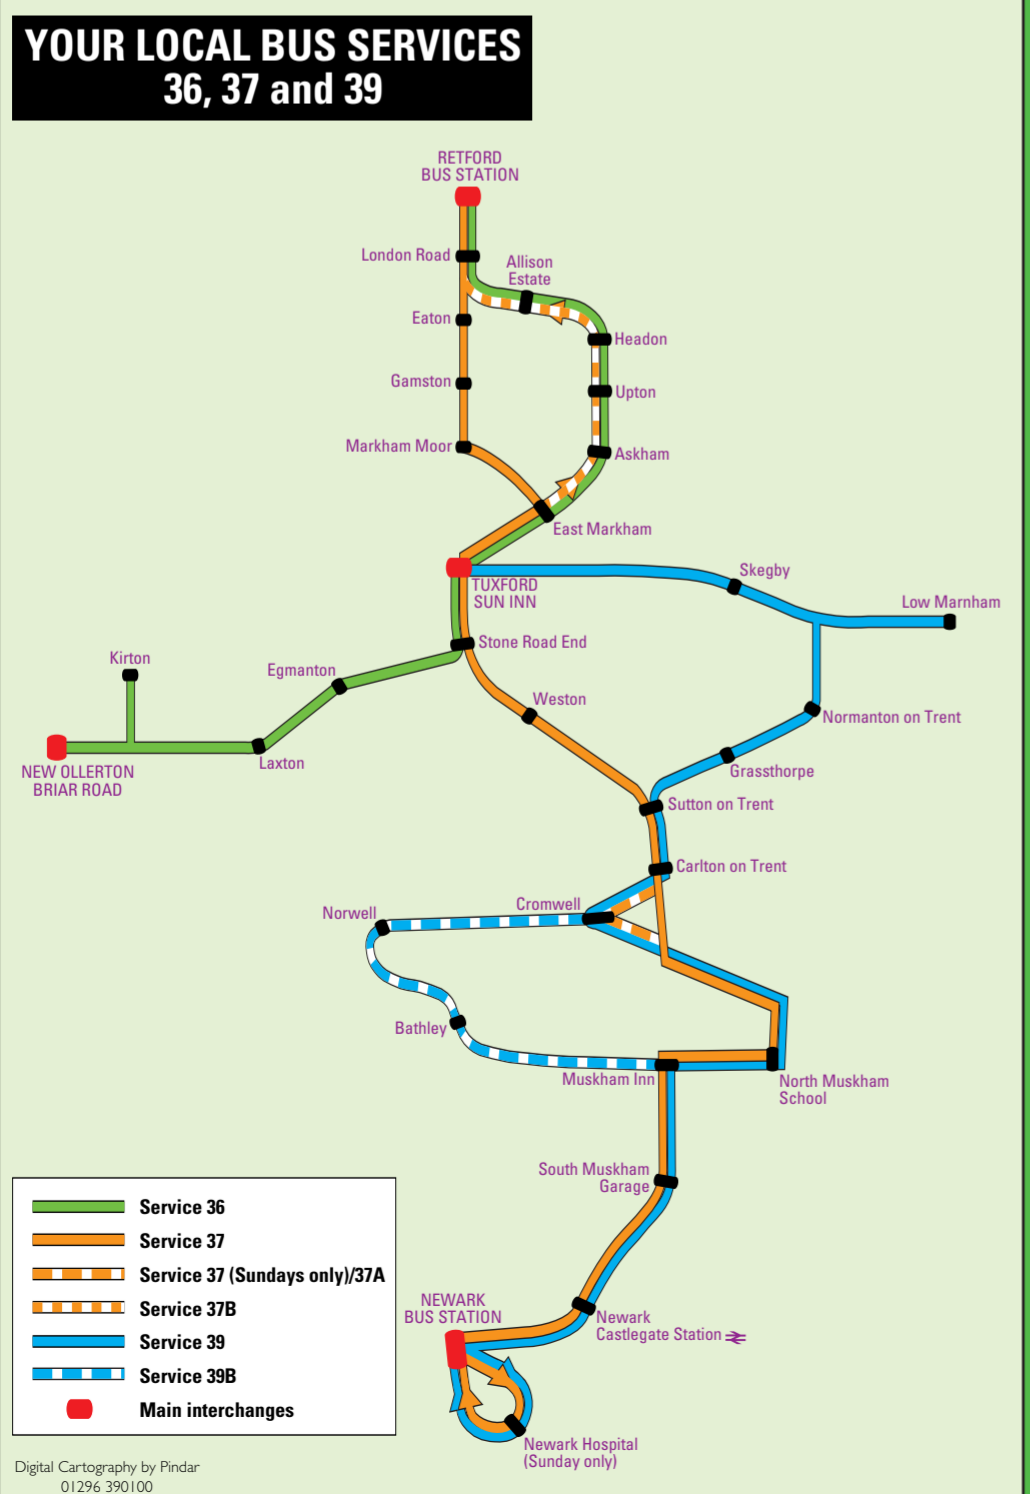 YOUR LOCAL BUS SERVICES
36, 37 and 39
RETFORD
BUS STATION
London Road
Allison
Estate
Eaton
Headon
Gamston
Upton
Markham Moor
Askham
East Markham
TUXFORD
SUN INN
Skegby
Low Marnham
Stone Road End
Kirton
Egmanton
Weston
Normanton on Trent
Laxton
NEW OLLERTON
BRIAR ROAD
Grassthorpe
Sutton on Trent
Carlton on Trent
Cromwell
Norwell
Bathley
Muskham Inn
North Muskham
School
South Muskham
Garage
NEWARK
BUS STATION
Newark
Castlegate Station
Newark Hospital
(Sunday only)
Service 36
Service 37
Service 37 (Sundays only)/37A
Service 37B
Service 39
Service 39B
Main interchanges
Digital Cartography by Pindar
01296 390100